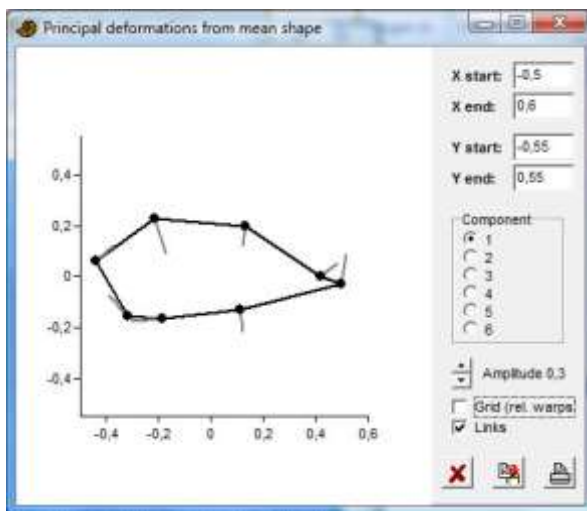 Principal deformations from mean shape
X start: -0,5
X end: 0,6
Y start: -0,55
Y end: 0,55
Component
1
2
3
4
5
6
Amplitude 0,3
Grid (rel. warps
Links
0,4
0,2
0
-0,2
-0,4
-0,4 -0,2 0 0,2 0,4 0,6